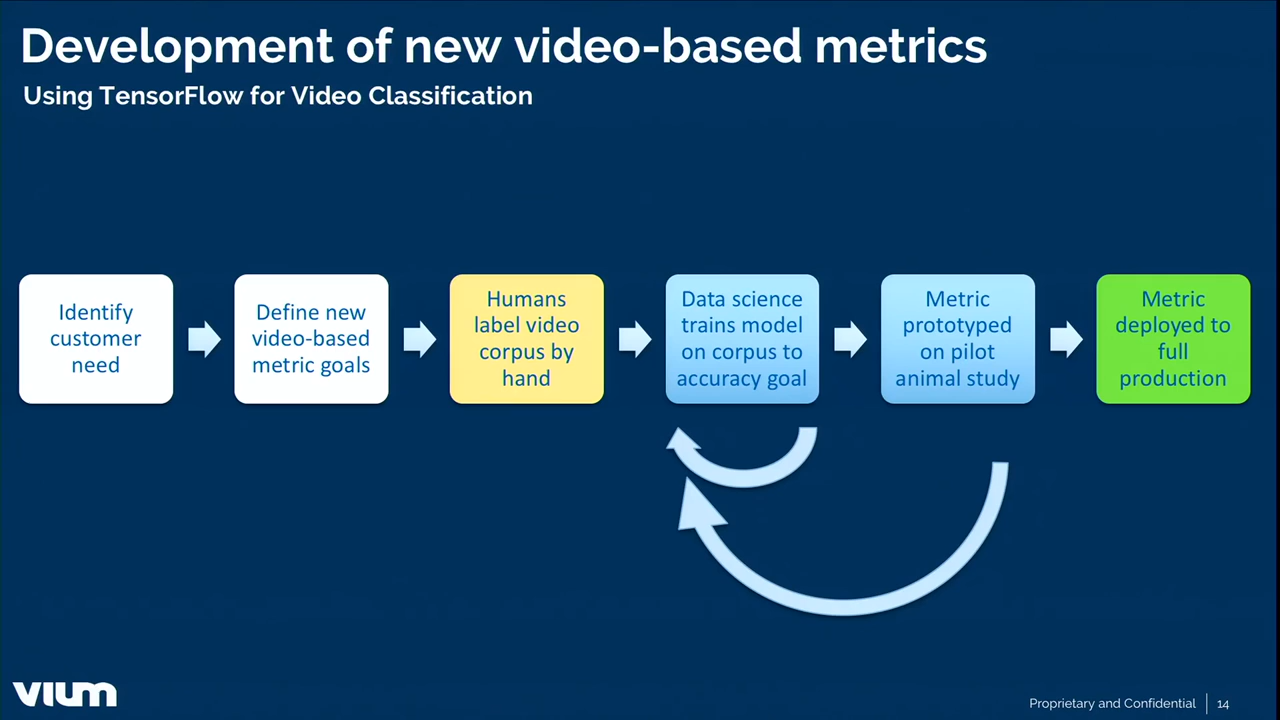 Development of new video-based metrics
Using TensorFlow for Video Classification
Identify
customer
need
Define new
video-based
metric goals
Humans
label video
corpus by
hand
Data science
trains model
on corpus to
accuracy goal
Metric
prototyped
on pilot
animal study
Metric
deployed to
full
production
VIUM
Proprietary and Confidential
14